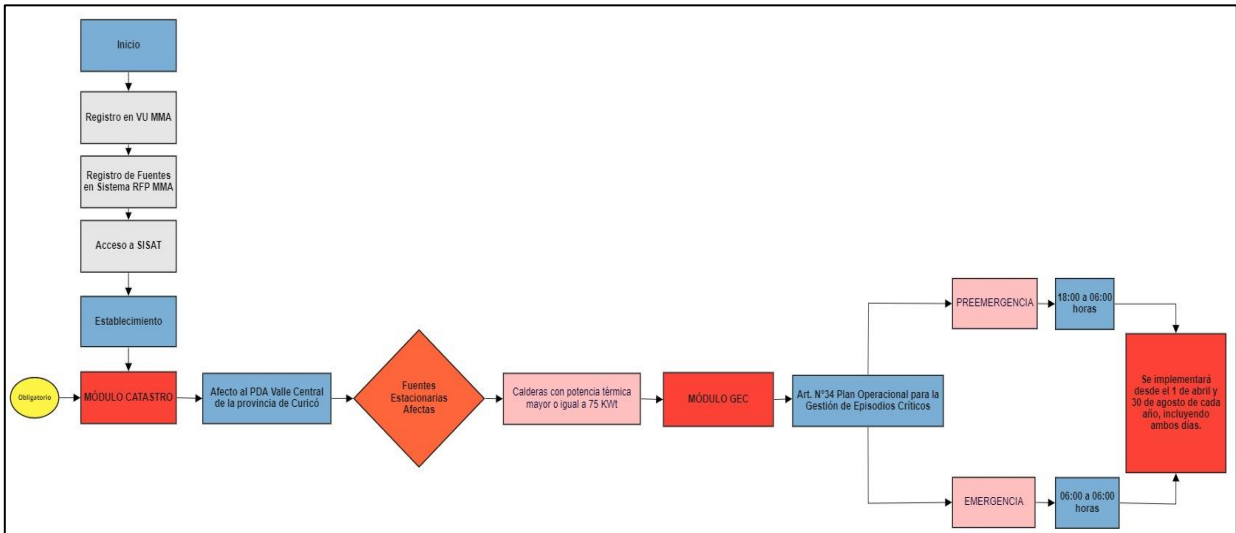 Inicio
Registro en VU MMA
Registro de Fuentes
en Sistema RFP MMA
Acceso a SISAT
Establecimiento
Obligatorio
MÓDULO CATASTRO
Afecto al PDA Valle Central
de la provincia de Curicó
Fuentes
Estacionarias
Afectas
Calderas con potencia térmica
mayor o igual a 75 KWt
MÓDULO GEC
Art. N°34 Plan Operacional para la
Gestión de Episodios Críticos
PREEMERGENCIA
18:00 a 06:00
horas
EMERGENCIA
06:00 a 06:00
horas
Se implementará
desde el 1 de abril y
30 de agosto de cada
año, incluyendo
ambos días.